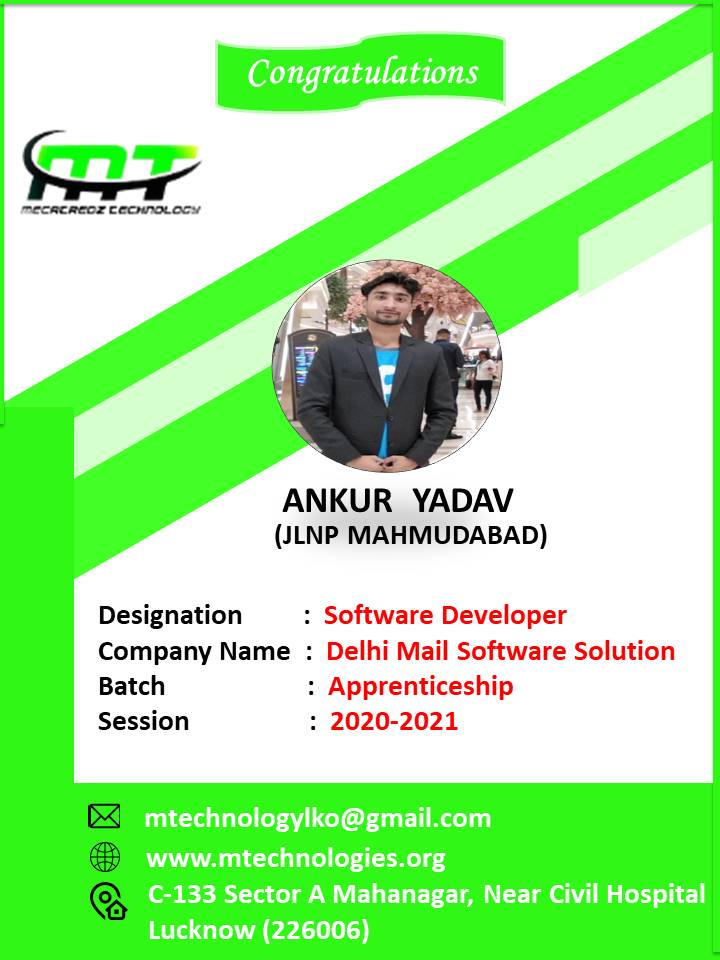 Congratulations
MT
MECATREDZ TECHNOLOGY
ANKUR YADAV
(JLNP MAHMUDABAD)
Designation : Software Developer
Company Name : Delhi Mail Software Solution
Batch : Apprenticeship
Session : 2020-2021
mtechnologylko@gmail.com
www.mtechnologies.org
C-133 Sector A Mahanagar, Near Civil Hospital
Lucknow (226006)